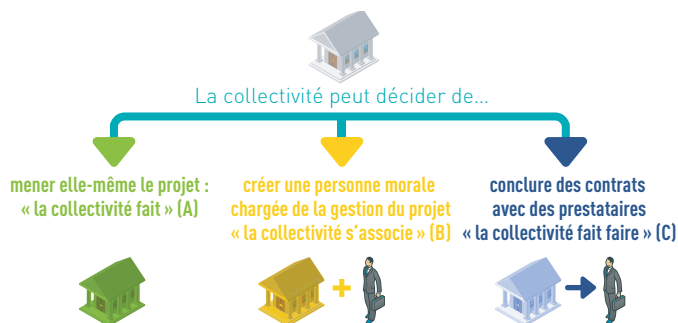 La collectivité peut décider de...
mener elle-même le projet :
« la collectivité fait » (A)
créer une personne morale
chargée de la gestion du projet
« la collectivité s'associe » (B)
conclure des contrats
avec des prestataires
« la collectivité fait faire » (C)